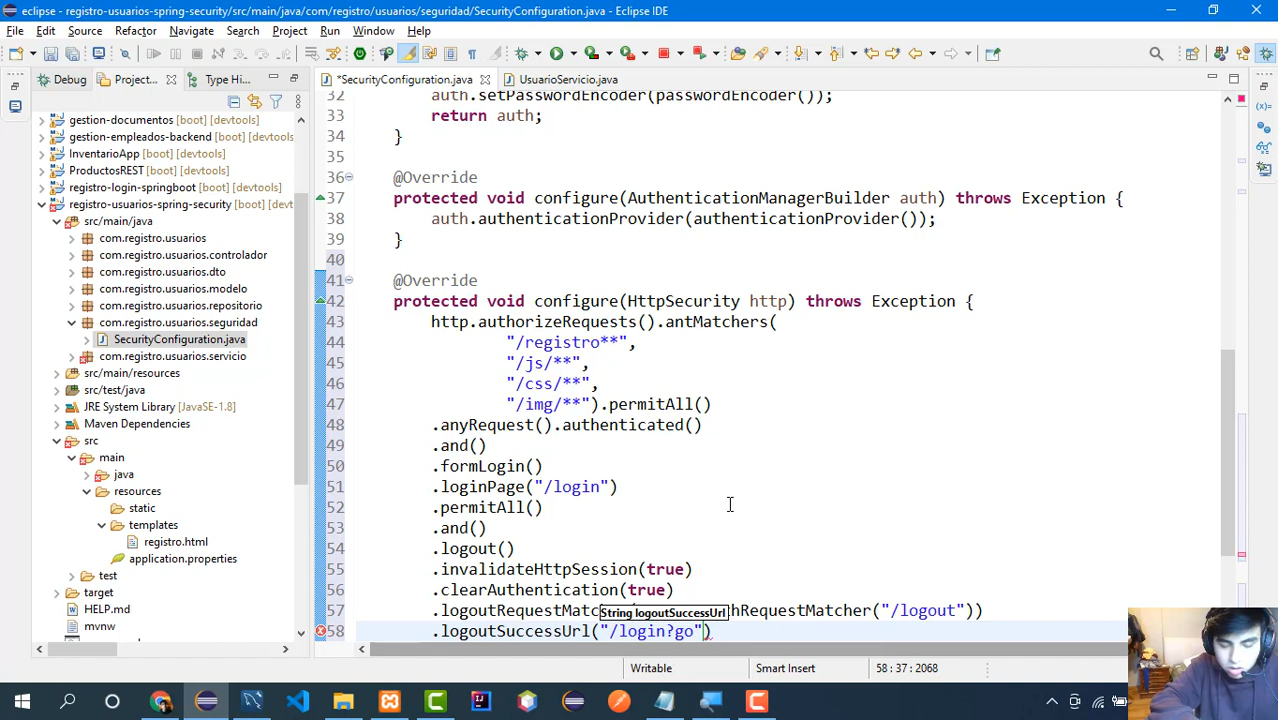 eclipse - registro-usuarios-spring-security/src/main/java/com/registro/usuarios/seguridad/SecurityConfiguration.java - Eclipse IDE
File Edit Source Refactor Navigate Search Project Run Window Help
Debug Project... Type Hi...
*SecurityConfiguration.java UsuarioServicio.java
gestion-documentos [boot] [devtools]
gestion-empleados-backend [boot] [devtools]
InventarioApp [boot] [devtools]
ProductosREST [boot] [devtools]
registro-login-springboot [boot] [devtools]
registro-usuarios-spring-security [boot] [devt
src/main/java
com.registro.usuarios
com.registro.usuarios.controlador
com.registro.usuarios.dto
com.registro.usuarios.modelo
com.registro.usuarios.repositorio
com.registro.usuarios.seguridad
SecurityConfiguration.java
com.registro.usuarios.servicio
src/main/resources
src/test/java
JRE System Library [JavaSE-1.8]
Maven Dependencies
src
main
java
resources
static
templates
registro.html
application.properties
test
target
HELP.md
mvnw
32 auth.setPasswordEncoder(passwordEncoder());
33 return auth;
34 }
35
36 @Override
37 protected void configure(AuthenticationManagerBuilder auth) throws Exception {
38 auth.authenticationProvider(authenticationProvider());
39 }
40
41 @Override
42 protected void configure(HttpSecurity http) throws Exception {
43 http.authorizeRequests().antMatchers(
44 "/registro**",
45 "/js/**",
46 "/css/**",
47 "/img/**").permitAll()
48 .anyRequest().authenticated()
49 .and()
50 .formLogin()
51 .loginPage("/login")
52 .permitAll()
53 .and()
54 .logout()
55 .invalidateHttpSession(true)
56 .clearAuthentication(true)
57 .logoutRequestMatc String logoutSuccessUrl hRequestMatcher("/logout"))
58 .logoutSuccessUrl("/login?go")
Writable Smart Insert 58 : 37 : 2068